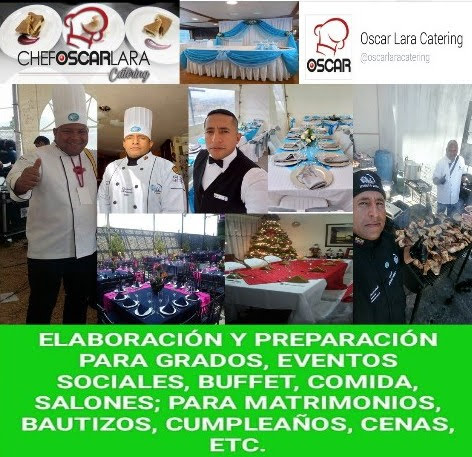 CHEFOSCARLARA
Catering
OSCAR
Oscar Lara Catering
@oscarlaracatering
ELABORACIÓN Y PREPARACIÓN
PARA GRADOS, EVENTOS
SOCIALES, BUFFET, COMIDA,
SALONES; PARA MATRIMONIOS,
BAUTIZOS, CUMPLEAÑOS, CENAS,
ETC.